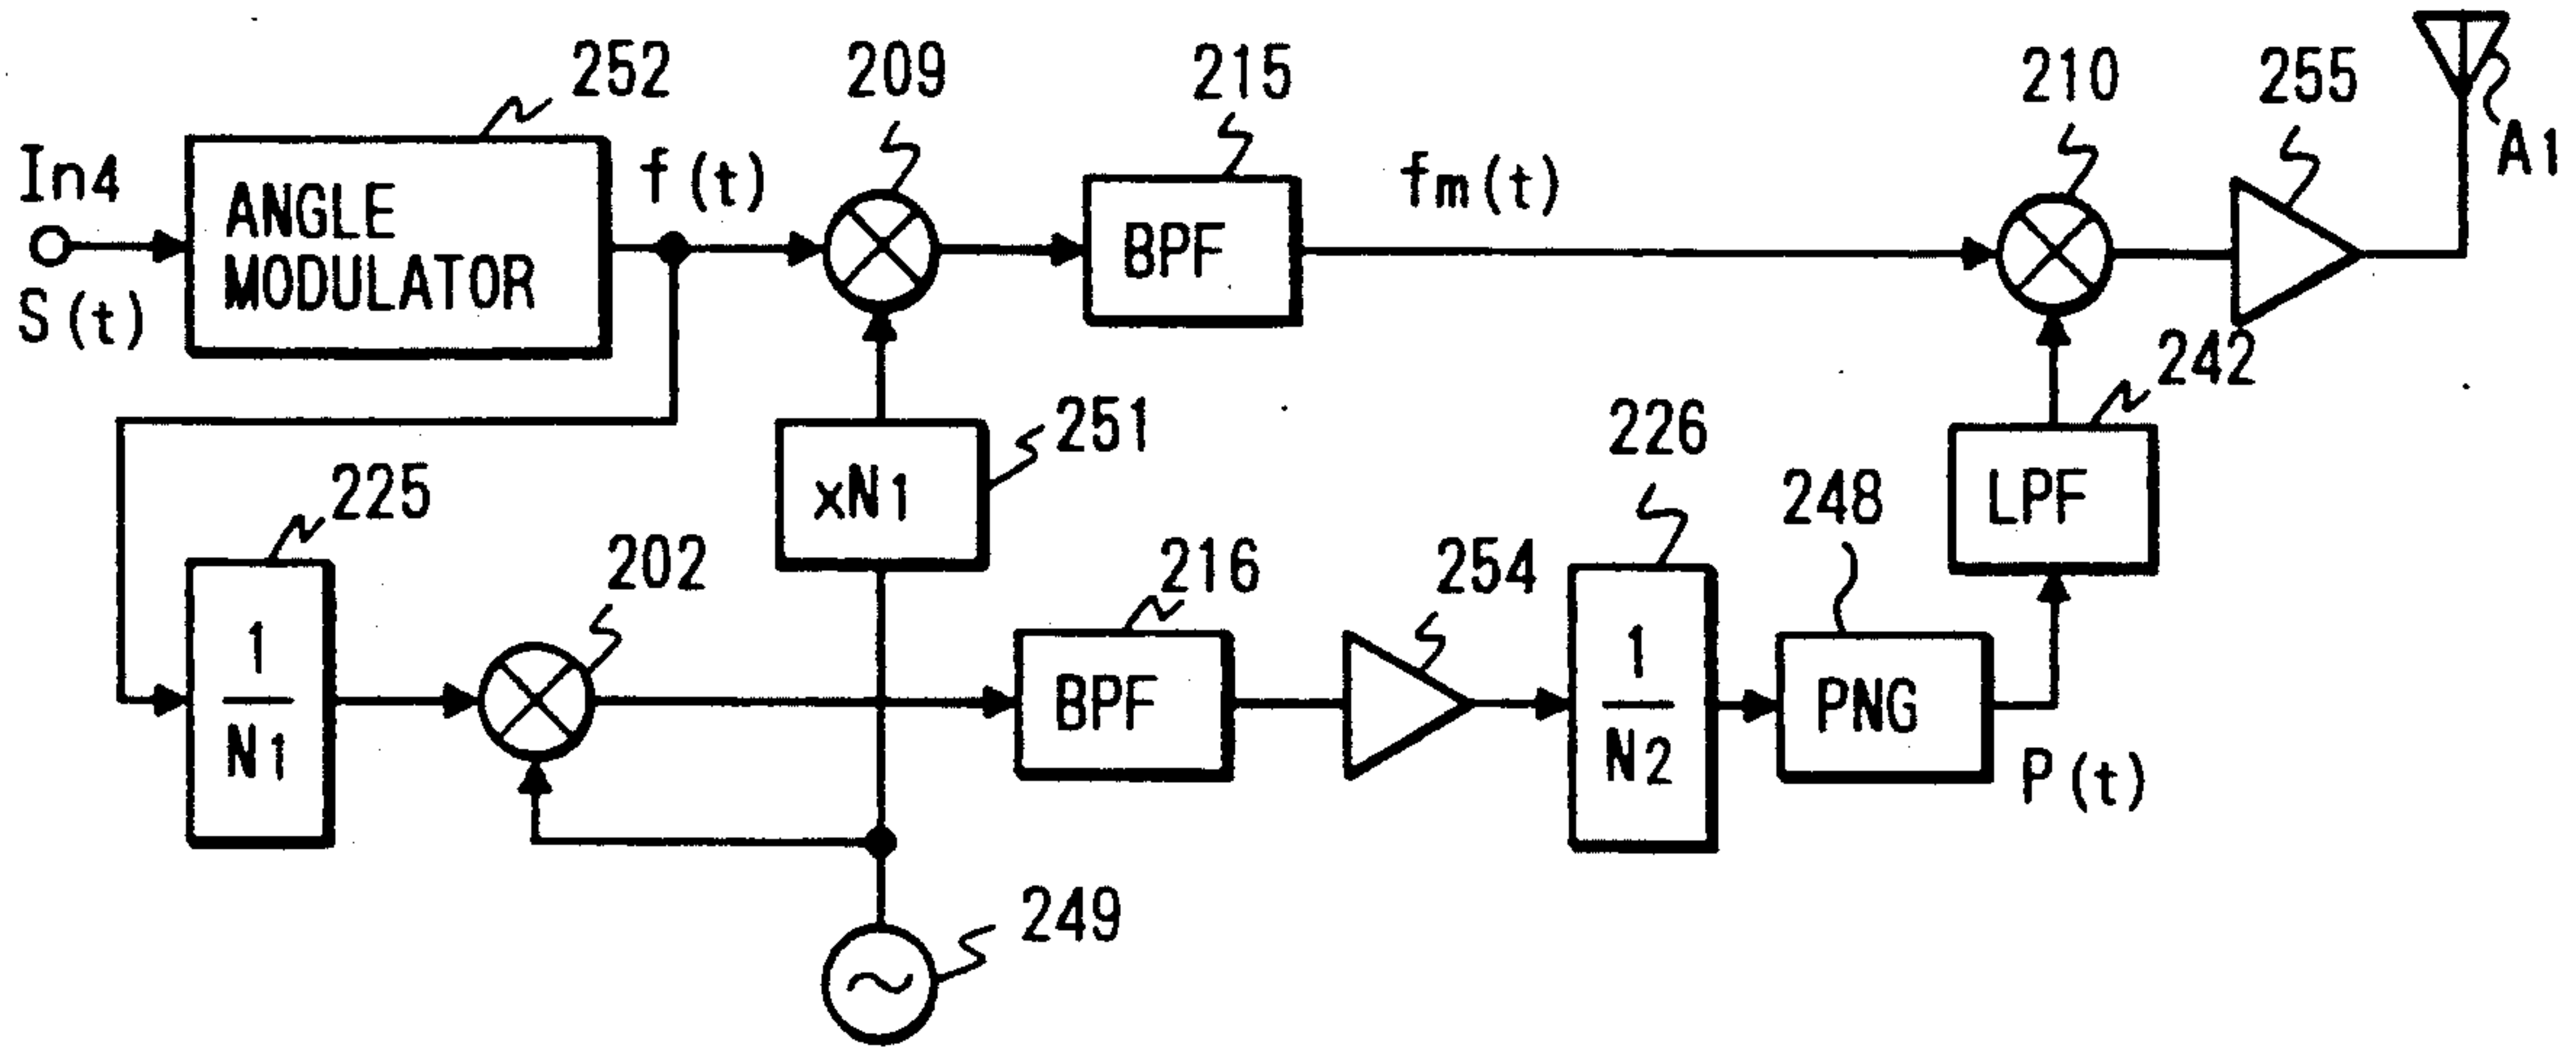 252
209
215
210
255
A1
In4
S(t)
ANGLE
MODULATOR
f(t)
BPF
fm(t)
242
251
xN1
226
248
LPF
225
202
216
254
1
N1
BPF
1
N2
PNG
P(t)
249